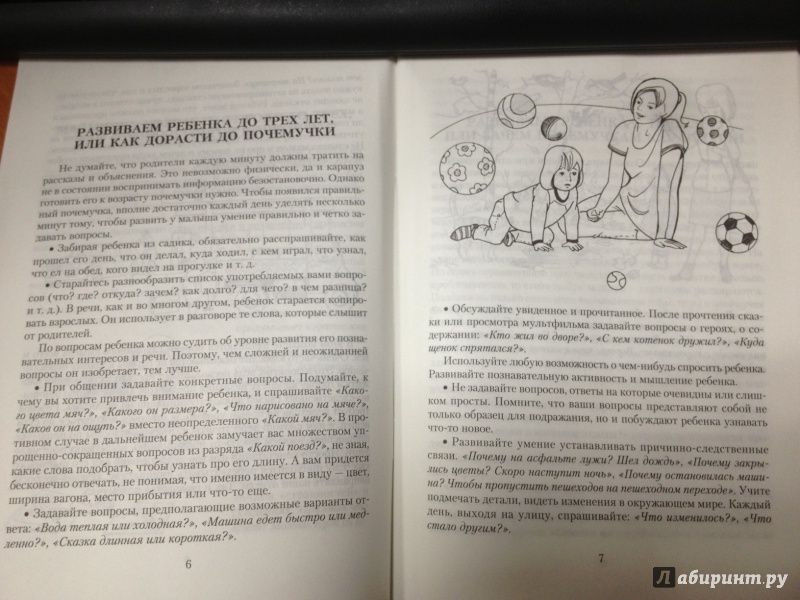 РАЗВИВАЕМ РЕБЕНКА ДО ТРЕХ ЛЕТ,
ИЛИ КАК ДОРАСТИ ДО ПОЧЕМУЧКИ
Не думайте, что родители каждую минуту должны тратить на
рассказы и объяснения. Это невозможно физически, да и карапуз
не в состоянии воспринимать информацию безостановочно. Однако
готовить его к возрасту почемучки нужно. Чтобы появился правиль-
ный почемучка, вполне достаточно каждый день уделять несколько
минут тому, чтобы развить у малыша умение правильно и четко за-
давать вопросы.
• Забирая ребенка из садика, обязательно расспрашивайте, как
прошел его день, что он делал, куда ходил, с кем играл, что узнал,
что ел на обед, кого видел на прогулке и т. д.
• Старайтесь разнообразить список употребляемых вами вопро-
сов (что? где? откуда? зачем? как долго? для чего? в чем разница?
и т. д.). В речи, как и во многом другом, ребенок старается копиро-
вать взрослых. Он использует в разговоре те слова, которые слышит
от родителей.
По вопросам ребенка можно судить об уровне развития его позна-
вательных интересов и речи. Поэтому, чем сложней и неожиданней
вопросы он изобретает, тем лучше.
• При общении задавайте конкретные вопросы. Подумайте, к
чему вы хотите привлечь внимание ребенка, и спрашивайте «Како-
го цвета мяч?», «Какого он размера?», «Что нарисовано на мяче?»,
«Каков он на ощупь?» вместо неопределенного «Какой мяч?». В про-
тивном случае в дальнейшем ребенок замучает вас множеством уп-
рощенно-сокращенных вопросов из разряда «Какой поезд?», не зная,
какие слова подобрать, чтобы узнать про его длину. А вам придется
бесконечно отвечать, не понимая, что именно имеется в виду — цвет,
ширина вагона, место прибытия или что-то еще.
• Задавайте вопросы, предполагающие возможные варианты от-
вета: «Вода теплая или холодная?», «Машина едет быстро или мед-
ленно?», «Сказка длинная или короткая?».
6
• Обсуждайте увиденное и прочитанное. После прочтения сказ-
ки или просмотра мультфильма задавайте вопросы о героях, о со-
держании: «Кто жил во дворе?», «С кем котенок дружил?», «Куда
щенок спрятался?».
Используйте любую возможность о чем-нибудь спросить ребенка.
Развивайте познавательную активность и мышление ребенка.
• Не задавайте вопросов, ответы на которые очевидны или слиш-
ком просты. Помните, что ваши вопросы представляют собой не
только образец для подражания, но и побуждают ребенка узнавать
что-то новое.
• Развивайте умение устанавливать причинно-следственные
связи. «Почему на асфальте лужи? Шел дождь», «Почему закры-
лись цветы? Скоро наступит ночь», «Почему остановилась маши-
на? Чтобы пропустить пешеходов на пешеходном переходе». Учите
подмечать детали, видеть изменения в окружающем мире. Каждый
день, выходя на улицу, спрашивайте: «Что изменилось?», «Что
стало другим?».
7
Лабиринт.ру